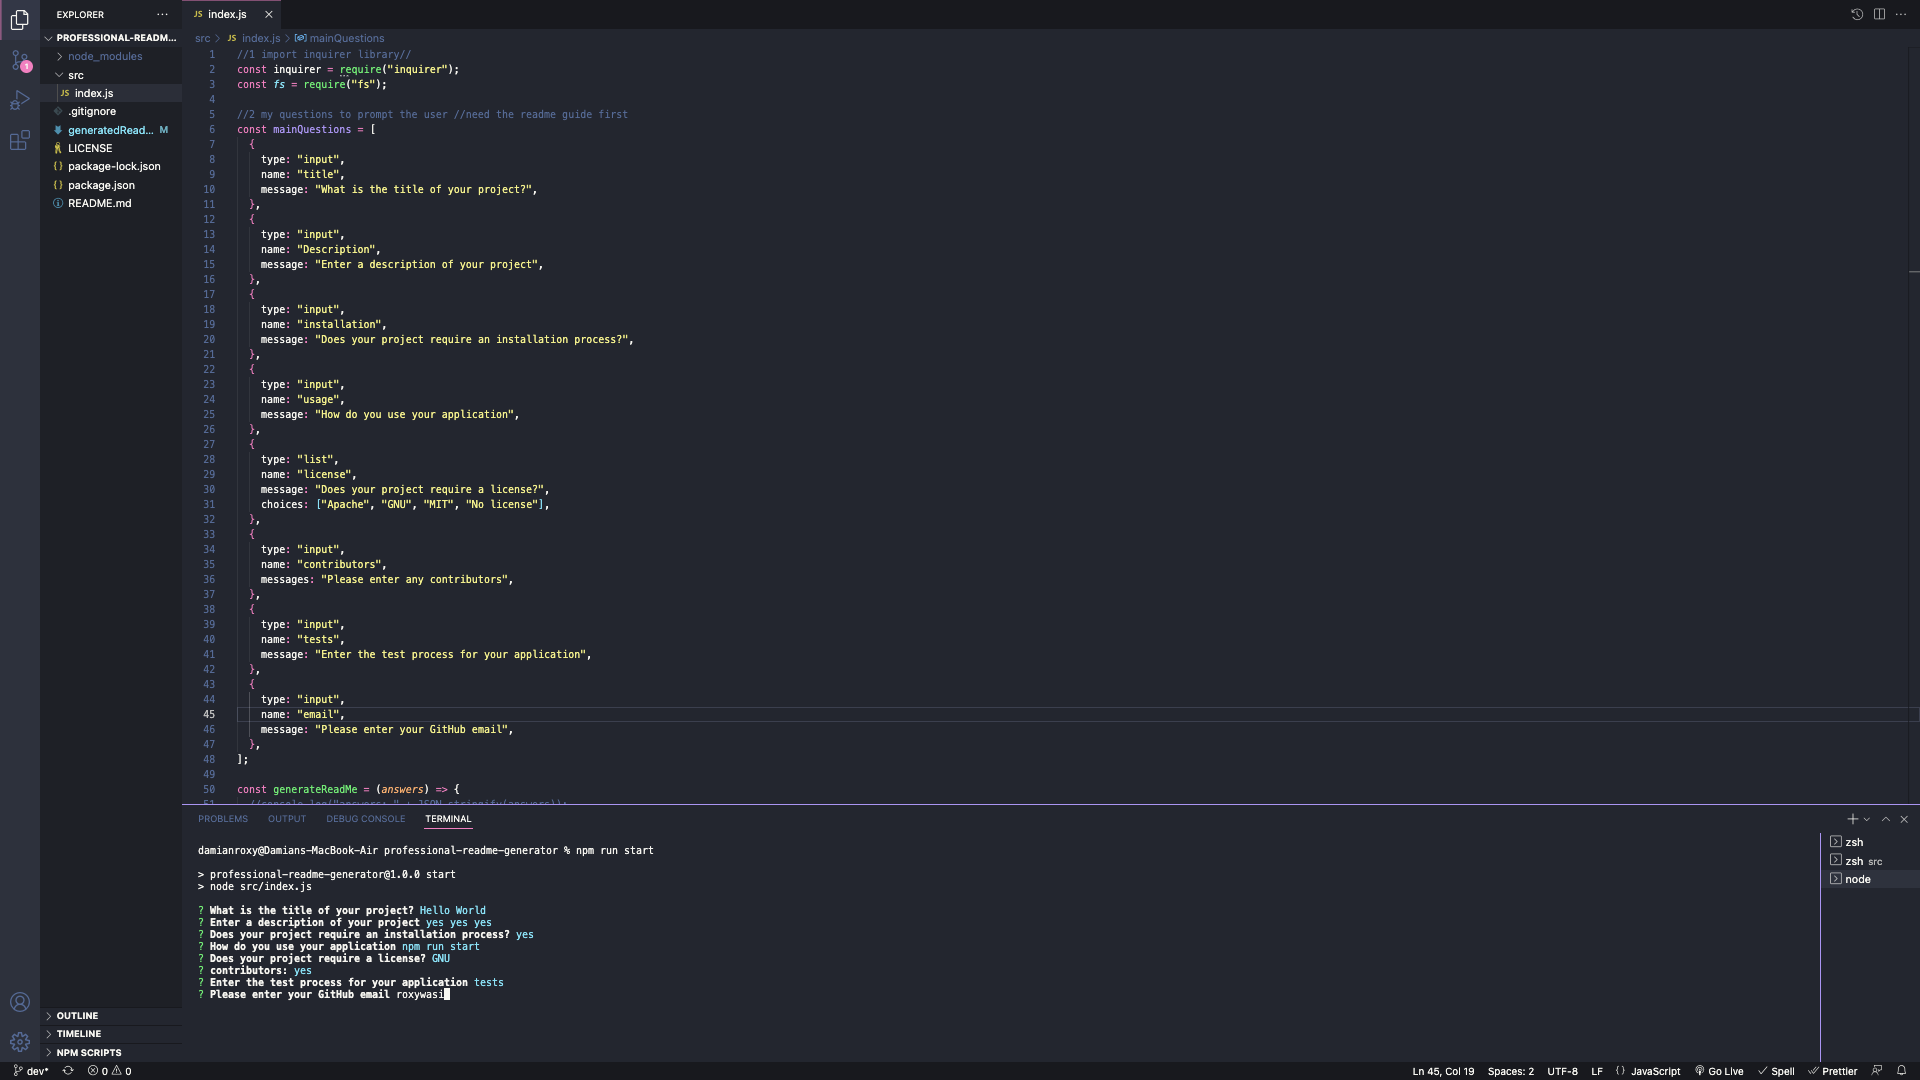 EXPLORER
PROFESSIONAL-READM...
node_modules
src
JS index.js
.gitignore
generatedRead... M
LICENSE
{} package-lock.json
{} package.json
README.md
OUTLINE
TIMELINE
NPM SCRIPTS
1
JS index.js
src > JS index.js > mainQuestions
1 //1 import inquirer library//
2 const inquirer = require("inquirer");
3 const fs = require("fs");
4
5 //2 my questions to prompt the user //need the readme guide first
6 const mainQuestions = [
7 {
8 type: "input",
9 name: "title",
10 message: "What is the title of your project?",
11 },
12 {
13 type: "input",
14 name: "Description",
15 message: "Enter a description of your project",
16 },
17 {
18 type: "input",
19 name: "installation",
20 message: "Does your project require an installation process?",
21 },
22 {
23 type: "input",
24 name: "usage",
25 message: "How do you use your application",
26 },
27 {
28 type: "list",
29 name: "license",
30 message: "Does your project require a license?",
31 choices: ["Apache", "GNU", "MIT", "No license"],
32 },
33 {
34 type: "input",
35 name: "contributors",
36 messages: "Please enter any contributors",
37 },
38 {
39 type: "input",
40 name: "tests",
41 message: "Enter the test process for your application",
42 },
43 {
44 type: "input",
45 name: "email",
46 message: "Please enter your GitHub email",
47 },
48 ];
49
50 const generateReadMe = (answers) => {
51 //console.log("answers: " + JSON.stringify(answers));
PROBLEMS OUTPUT DEBUG CONSOLE TERMINAL
damianroxy@Damians-MacBook-Air professional-readme-generator % npm run start
> professional-readme-generator@1.0.0 start
> node src/index.js
? What is the title of your project? Hello World
? Enter a description of your project yes yes yes
? Does your project require an installation process? yes
? How do you use your application npm run start
? Does your project require a license? GNU
? contributors: yes
? Enter the test process for your application tests
? Please enter your GitHub email roxywasi
zsh
zsh src
node
dev* 0 0 Ln 45, Col 19 Spaces: 2 UTF-8 LF {} JavaScript Go Live Spell Prettier